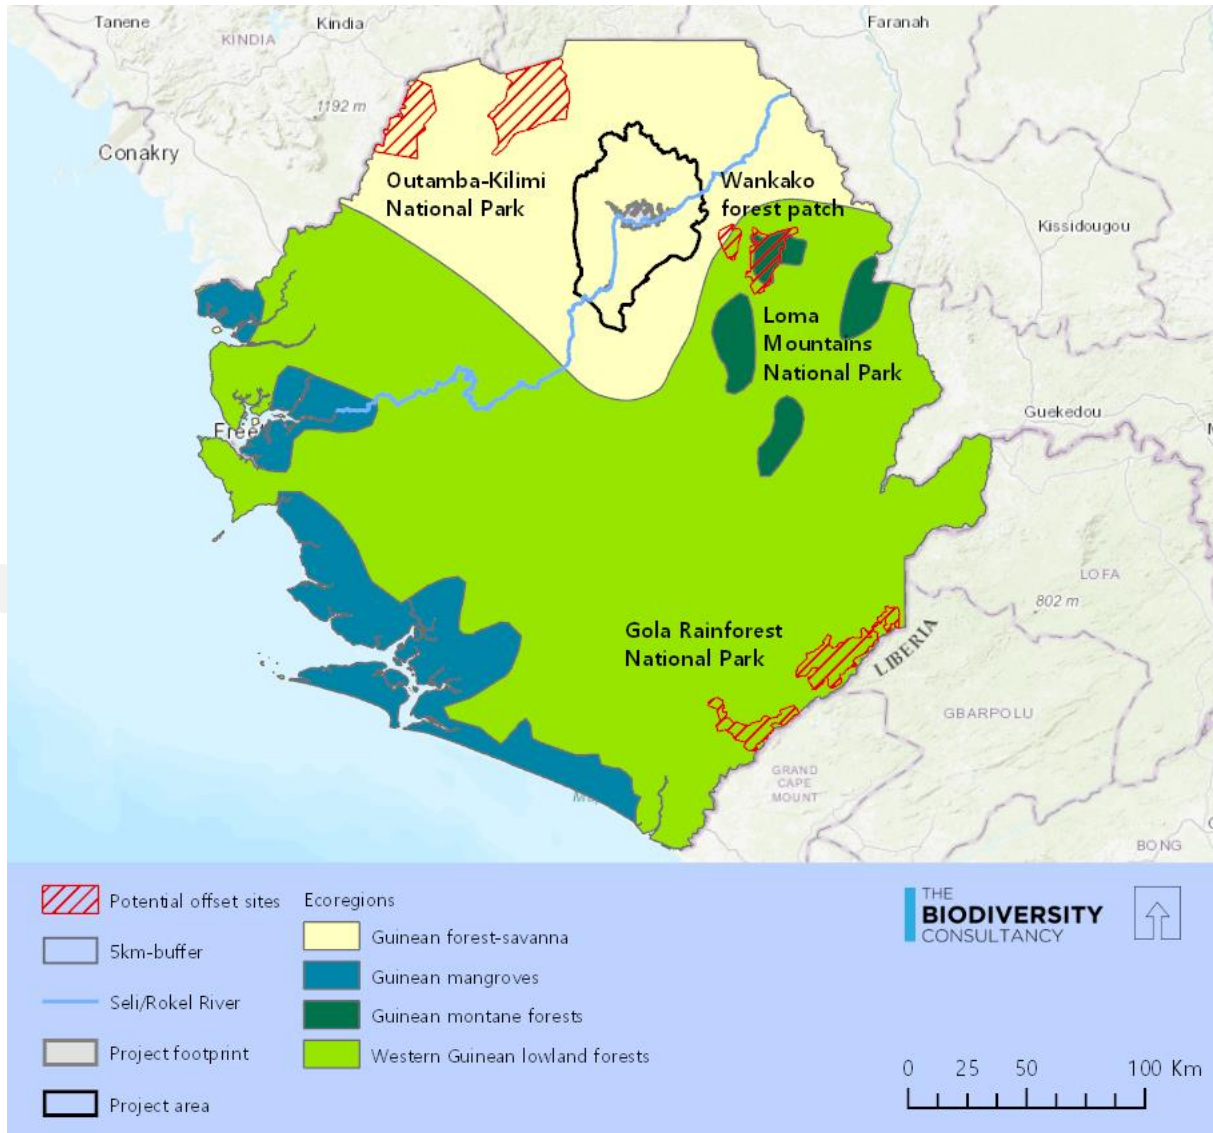 Tanene
Kindia
Faranah
KINDIA
1192 m
Conakry
Outamba-Kilimi
National Park
Wankako
forest patch
Kissidougou
Loma
Mountains
National Park
Guekedou
Free
LOFA
802 m
Gola Rainforest
National Park
LIBERIA
GBARPOLU
GRAND
CAPE
MOUNT
BONG
Potential offset sites
5km-buffer
Seli/Rokel River
Project footprint
Project area
Ecoregions
Guinean forest-savanna
Guinean mangroves
Guinean montane forests
Western Guinean lowland forests
THE
BIODIVERSITY
CONSULTANCY
0 25 50 100 Km